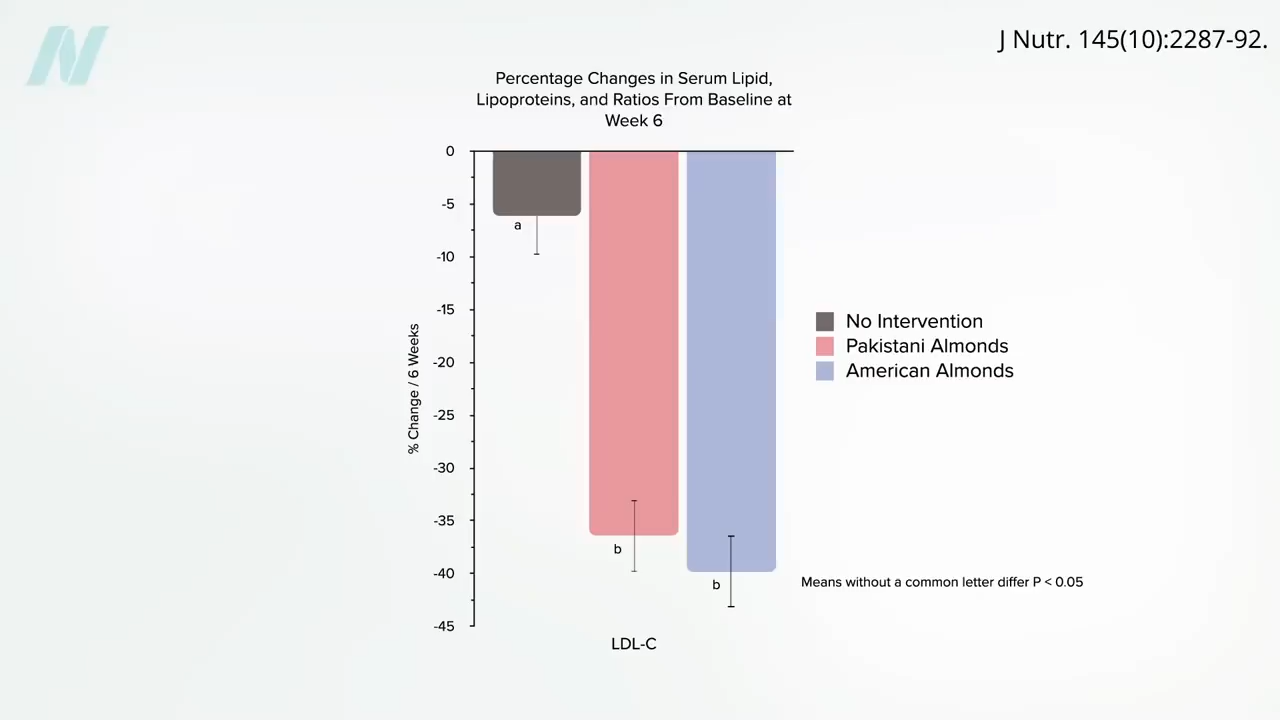 J Nutr. 145(10):2287-92.
Percentage Changes in Serum Lipid,
Lipoproteins, and Ratios From Baseline at
Week 6
0
-5
-10
-15
-20
-25
-30
-35
-40
-45
% Change / 6 Weeks
a
b
b
LDL-C
No Intervention
Pakistani Almonds
American Almonds
Means without a common letter differ P < 0.05